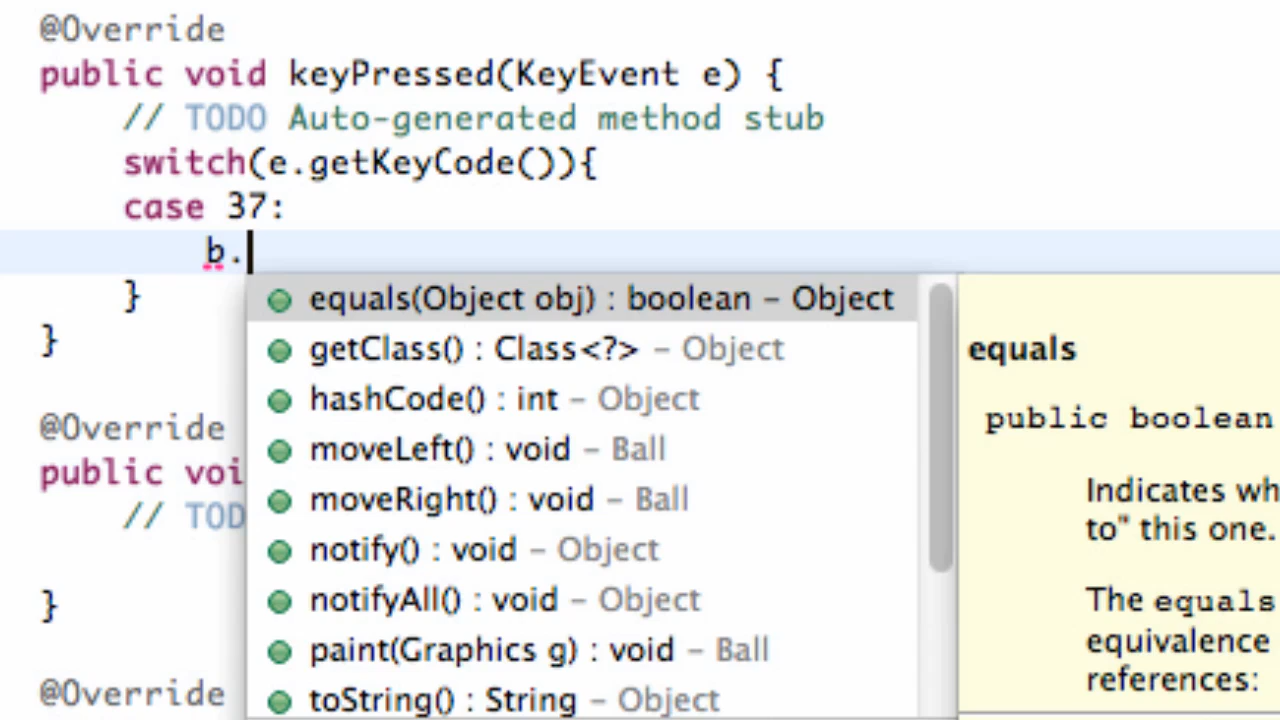 @Override
public void keyPressed(KeyEvent e) {
// TODO Auto-generated method stub
switch(e.getKeyCode()){
case 37:
b.
}
}
@Override
public voi
// TOD
}
@Override
equals(Object obj) : boolean – Object
getClass() : Class<?> – Object
hashCode() : int – Object
moveLeft() : void – Ball
moveRight() : void – Ball
notify() : void – Object
notifyAll() : void – Object
paint(Graphics g) : void – Ball
toString() : String – Object
equals
public boolean
Indicates wh
to" this one.
The equals
equivalence
references: